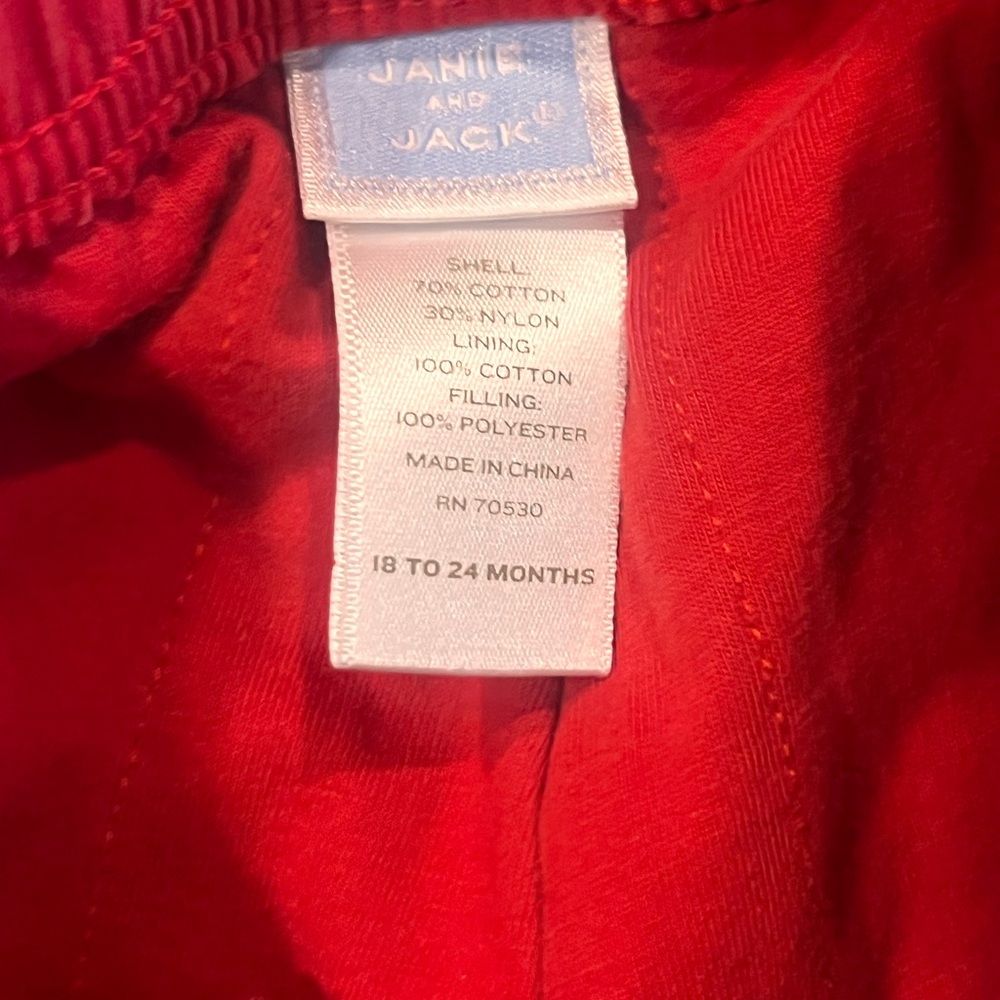 JANIE
AND
JACK
SHELL:
70% COTTON
30% NYLON
LINING:
100% COTTON
FILLING:
100% POLYESTER
MADE IN CHINA
RN 70530
18 TO 24 MONTHS